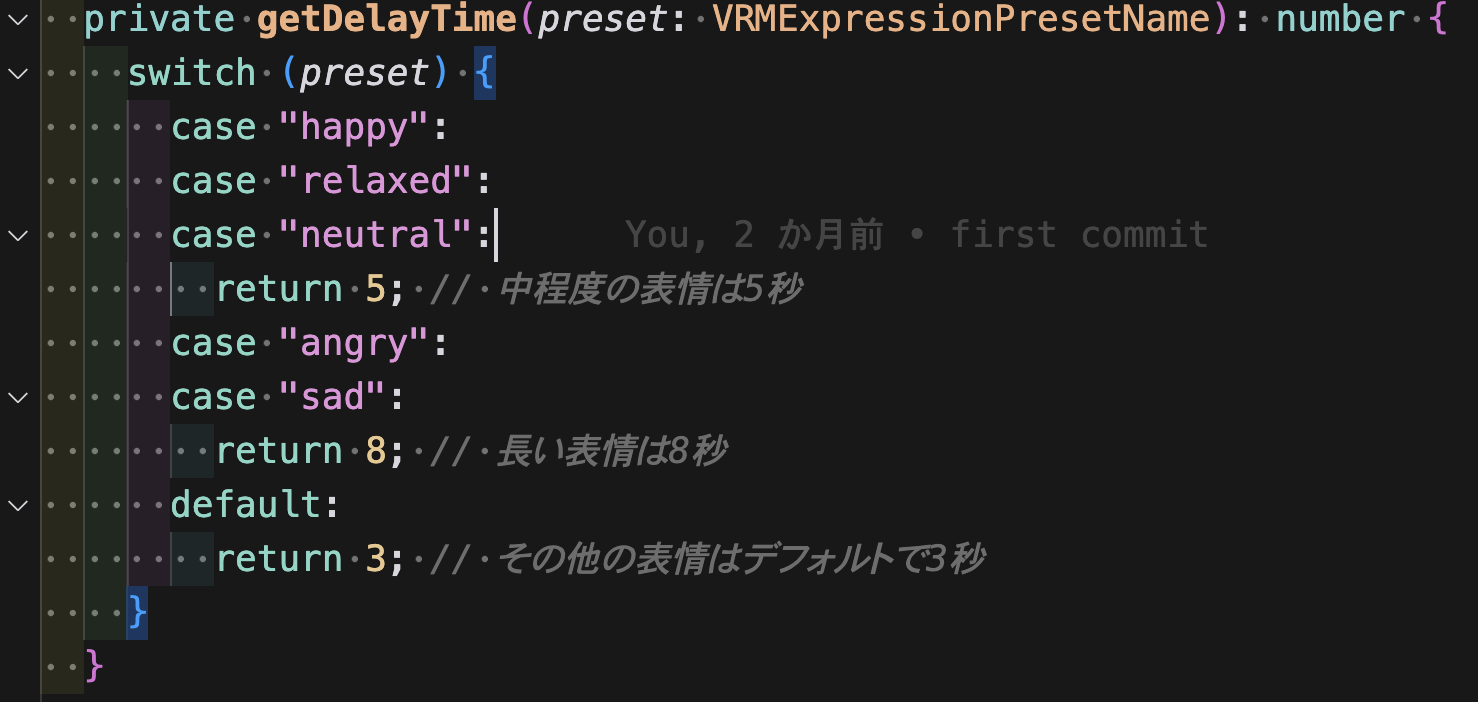 private getDelayTime(preset: VRMExpressionPresetName): number {
switch (preset) {
case "happy":
case "relaxed":
case "neutral": You, 2 か月前 • first commit
return 5; // 中程度の表情は5秒
case "angry":
case "sad":
return 8; // 長い表情は8秒
default:
return 3; // その他の表情はデフォルトで3秒
}
}